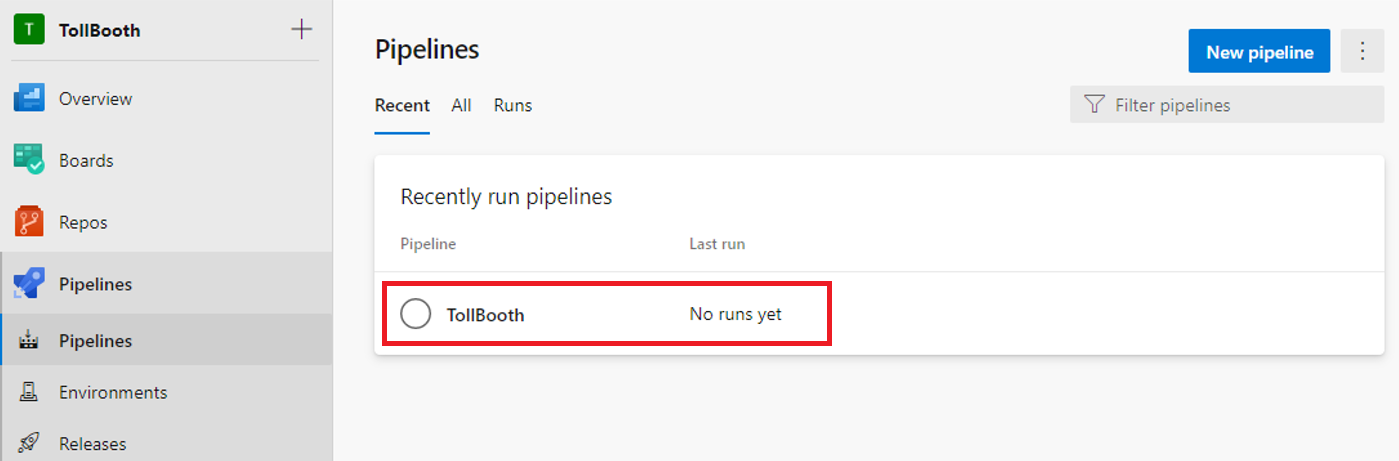 T TollBooth
Overview
Boards
Repos
Pipelines
Pipelines
Environments
Releases
Pipelines
New pipeline
Recent All Runs
Filter pipelines
Recently run pipelines
Pipeline Last run
TollBooth No runs yet